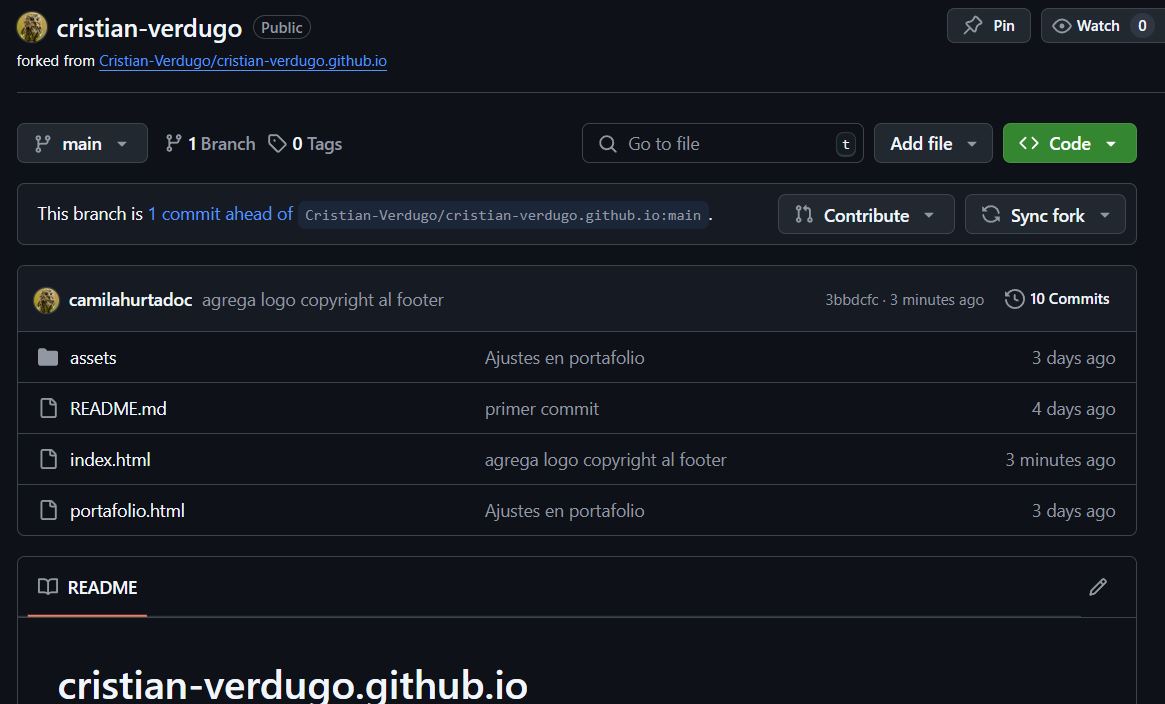 cristian-verdugo Public Pin Watch 0
forked from Cristian-Verdugo/cristian-verdugo.github.io
main 1 Branch 0 Tags Go to file t Add file Code
This branch is 1 commit ahead of Cristian-Verdugo/cristian-verdugo.github.io:main . Contribute Sync fork
camilahurtadoc agrega logo copyright al footer 3bbdcfc · 3 minutes ago 10 Commits
assets Ajustes en portafolio 3 days ago
README.md primer commit 4 days ago
index.html agrega logo copyright al footer 3 minutes ago
portafolio.html Ajustes en portafolio 3 days ago
README
cristian-verdugo.github.io